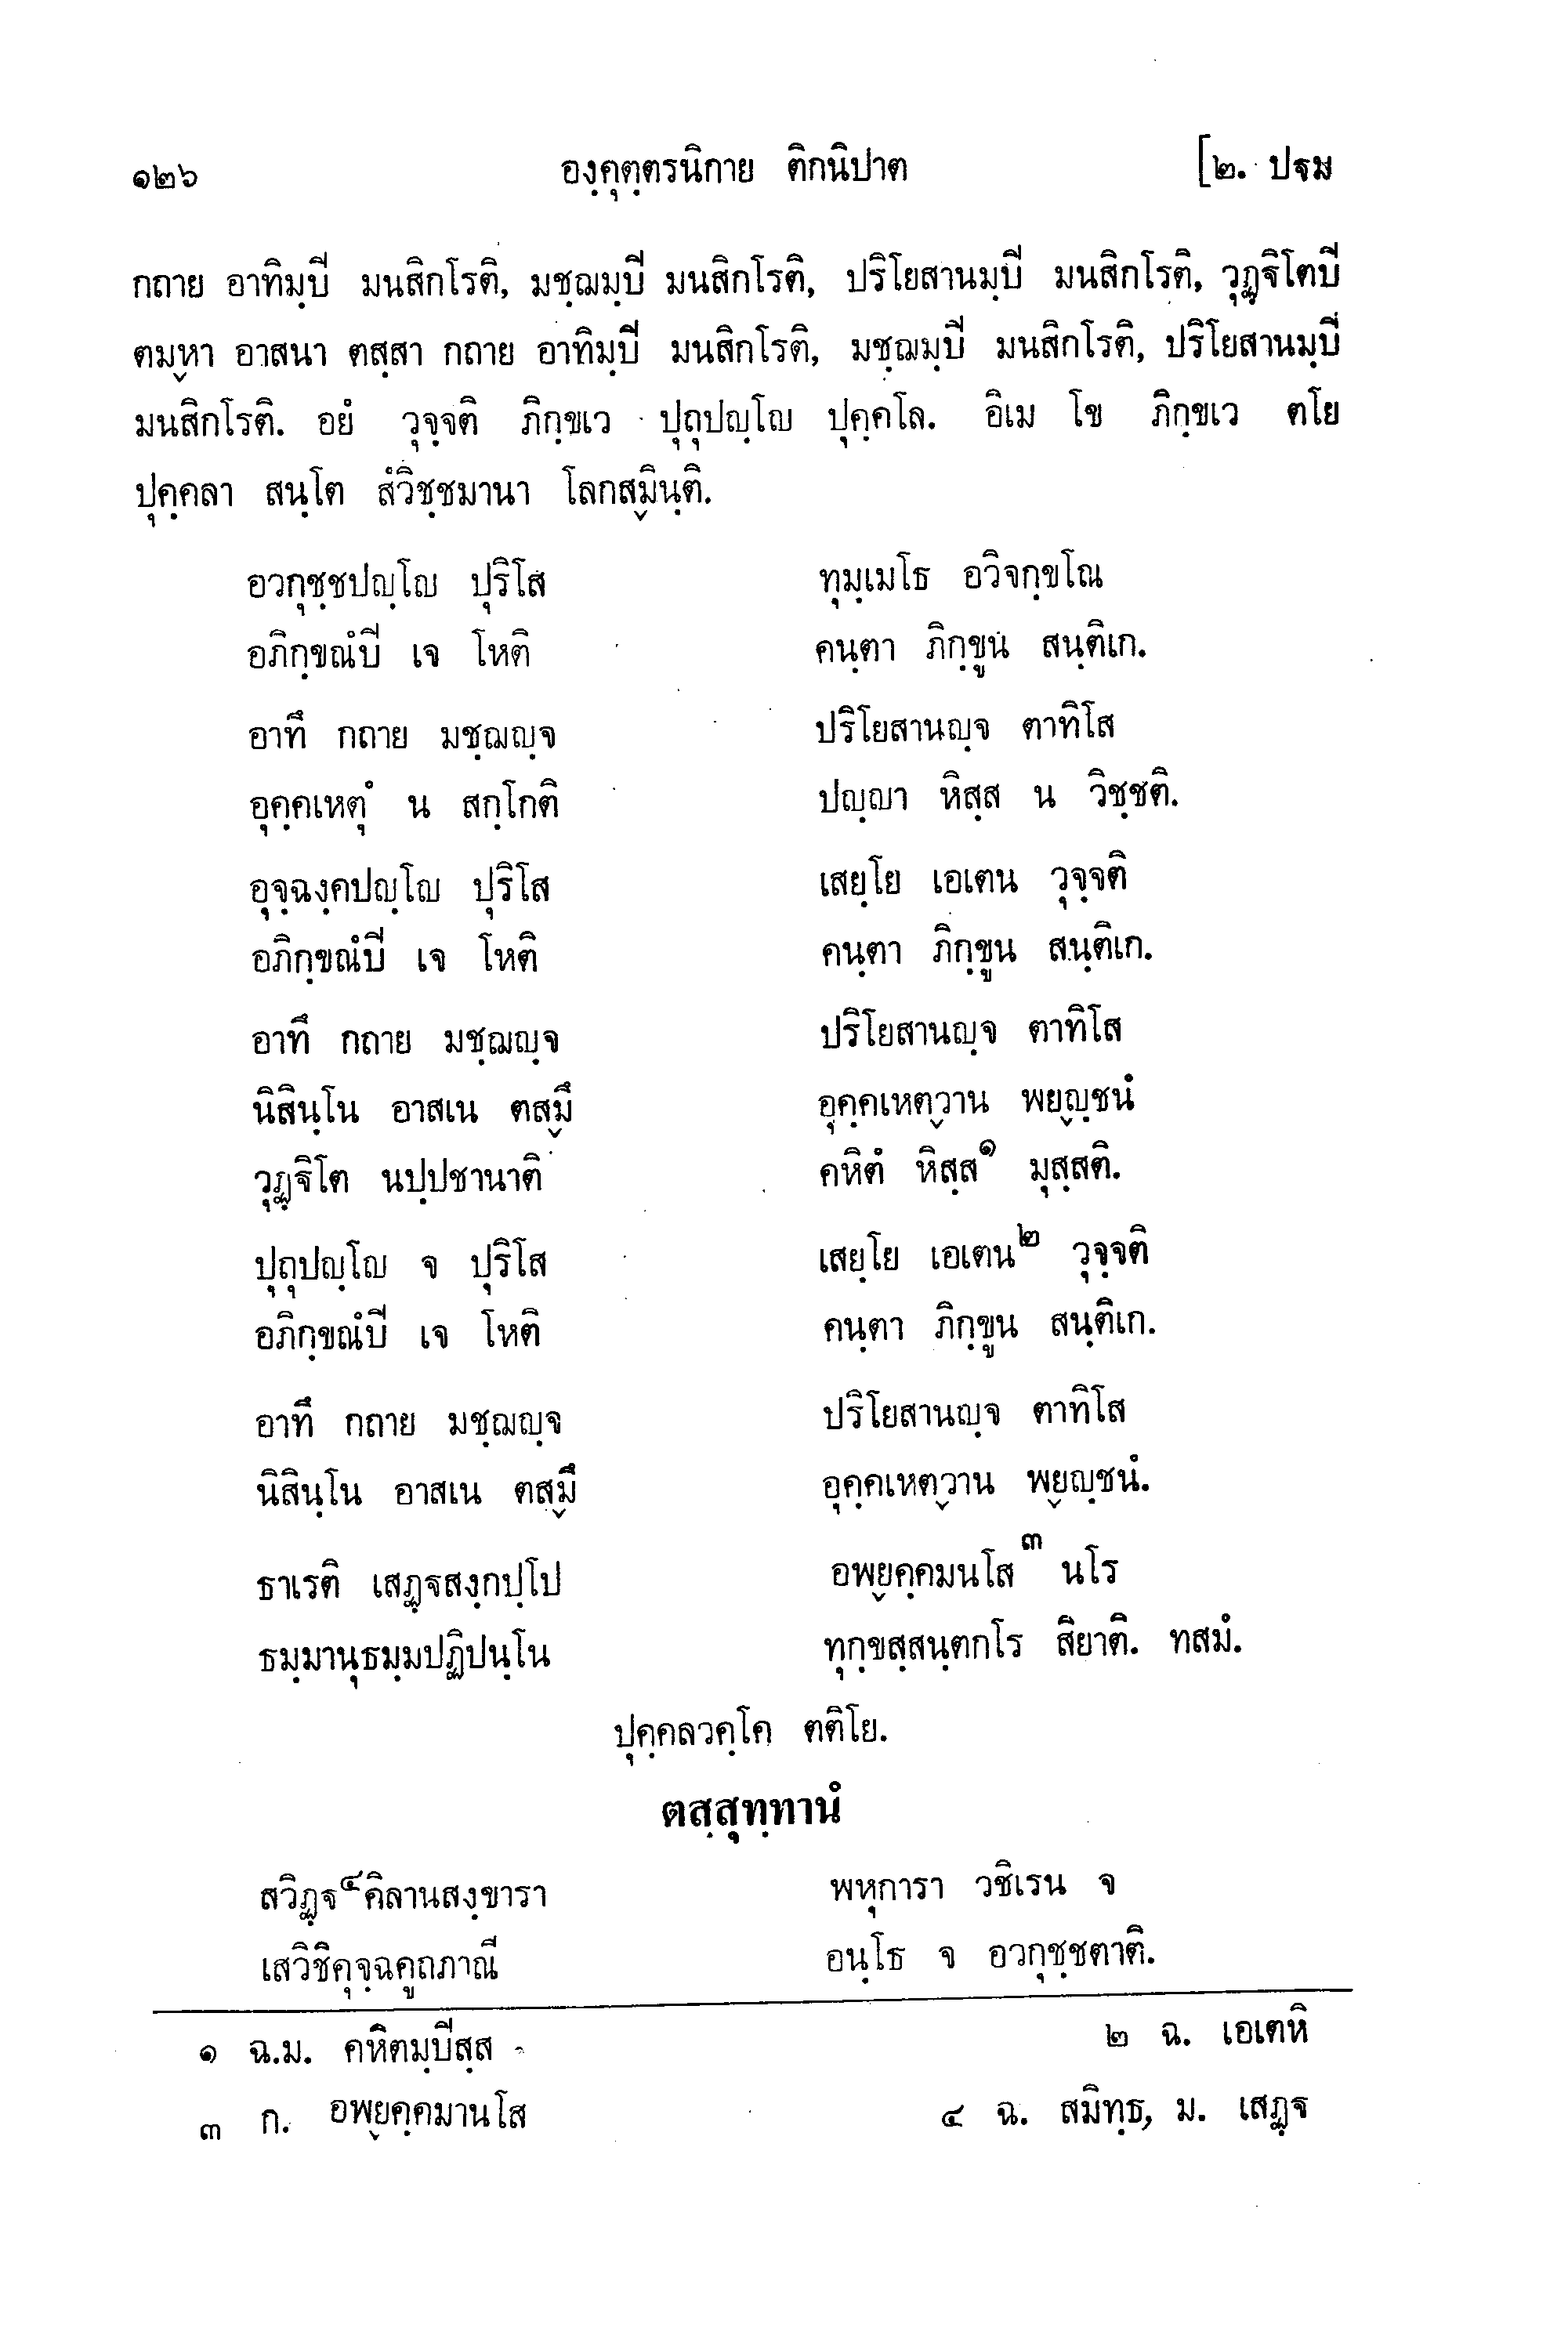 ๑๒๖ องฺคุตฺตรนิกาย ติกนิปาต [๒. ปฐม
กถาย อาทิมฺปี มนสิกโรติ, มชฺฌมฺปี มนสิกโรติ, ปริโยสานมฺปี มนสิกโรติ, วุฏฺฐิโตปี
ตมฺหา อาสนา ตสฺสา กถาย อาทิมฺปี มนสิกโรติ, มชฺฌมฺปี มนสิกโรติ, ปริโยสานมฺปี
มนสิกโรติ. อยํ วุจฺจติ ภิกฺขเว ปุถุปญฺโญ ปุคฺคโล. อิเม โข ภิกฺขเว ตโย
ปุคฺคลา สนฺโต สํวิชฺชมานา โลกสฺมินฺติ.
อวกุชฺชปญฺโญ ปุริโส ทุมฺเมโธ อวิจกฺขโณ
อภิกฺขณํปี เจ โหติ คนฺตา ภิกฺขูน สนฺติเก.
อาทึ กถาย มชฺฌญฺจ ปริโยสานญฺจ ตาทิโส
อุคฺคเหตุํ น สกฺโกติ ปญฺญา หิสฺส น วิชฺชติ.
อุจฺฉงฺคปญฺโญ ปุริโส เสยฺโย เอเตน วุจฺจติ
อภิกฺขณํปี เจ โหติ คนฺตา ภิกฺขูน สนฺติเก.
อาทึ กถาย มชฺฌญฺจ ปริโยสานญฺจ ตาทิโส
นิสินฺโน อาสเน ตสฺมึ อุคฺคเหตฺวาน พยญฺชนํ
วุฏฺฐิโต นปฺปชานาติ คหิตํ หิสฺส๑ มุสฺสติ.
ปุถุปญฺโญ จ ปุริโส เสยฺโย เอเตน๒ วุจฺจติ
อภิกฺขณํปี เจ โหติ คนฺตา ภิกฺขูน สนฺติเก.
อาทึ กถาย มชฺฌญฺจ ปริโยสานญฺจ ตาทิโส
นิสินฺโน อาสเน ตสฺมึ อุคฺคเหตฺวาน พฺยญฺชนํ.
ธาเรติ เสฏฺฐสงฺกปฺโป อพฺยคฺคมนโส๓ นโร
ธมฺมานุธมฺมปฏิปนฺโน ทุกฺขสฺสนฺตกโร สิยาติ. ทสมํ.
ปุคฺคลวคฺโค ตติโย.
ตสฺสุทฺทานํ
สวิฏฺฐ๔คิลานสงฺขารา พหุการา วชิเรน จ
เสวิชิคุจฺฉคูถภาณี อนฺโธ จ อวกุชฺชตาติ.
๑ ฉ.ม. คหิตมฺปีสฺส ๒ ฉ. เอเตหิ
๓ ก. อพฺยคฺคมานโส ๔ ฉ. สมิทฺธ, ม. เสฏฺฐ